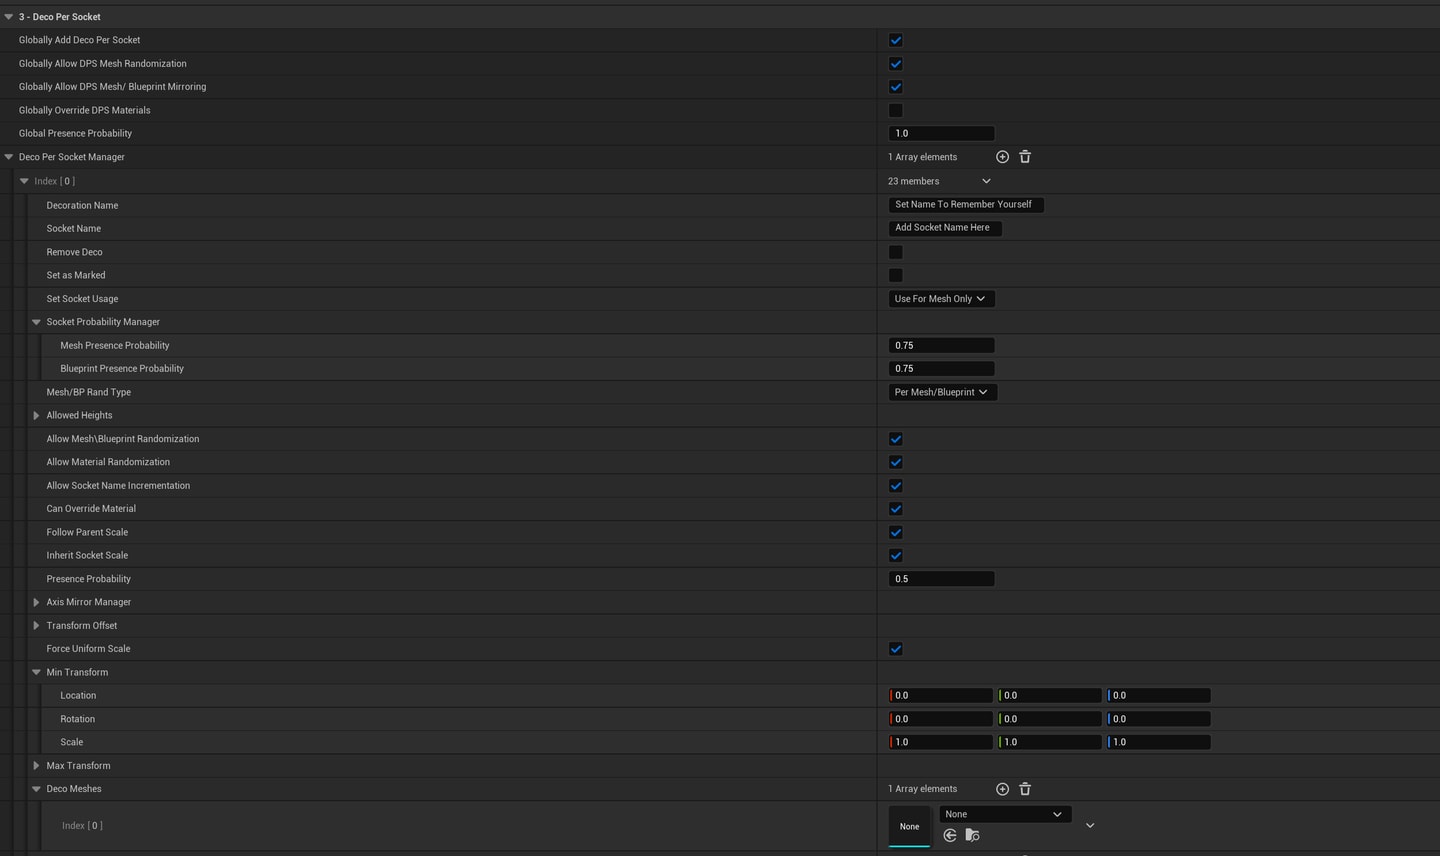 3 - Deco Per Socket
Globally Add Deco Per Socket
Globally Allow DPS Mesh Randomization
Globally Allow DPS Mesh/ Blueprint Mirroring
Globally Override DPS Materials
Global Presence Probability 1.0
Deco Per Socket Manager 1 Array elements
Index [ 0 ] 23 members
Decoration Name Set Name To Remember Yourself
Socket Name Add Socket Name Here
Remove Deco
Set as Marked
Set Socket Usage Use For Mesh Only
Socket Probability Manager
Mesh Presence Probability 0.75
Blueprint Presence Probability 0.75
Mesh/BP Rand Type Per Mesh/Blueprint
Allowed Heights
Allow Mesh\Blueprint Randomization
Allow Material Randomization
Allow Socket Name Incrementation
Can Override Material
Follow Parent Scale
Inherit Socket Scale
Presence Probability 0.5
Axis Mirror Manager
Transform Offset
Force Uniform Scale
Min Transform
Location 0.0 0.0 0.0
Rotation 0.0 0.0 0.0
Scale 1.0 1.0 1.0
Max Transform
Deco Meshes 1 Array elements
None
Index [ 0 ] None